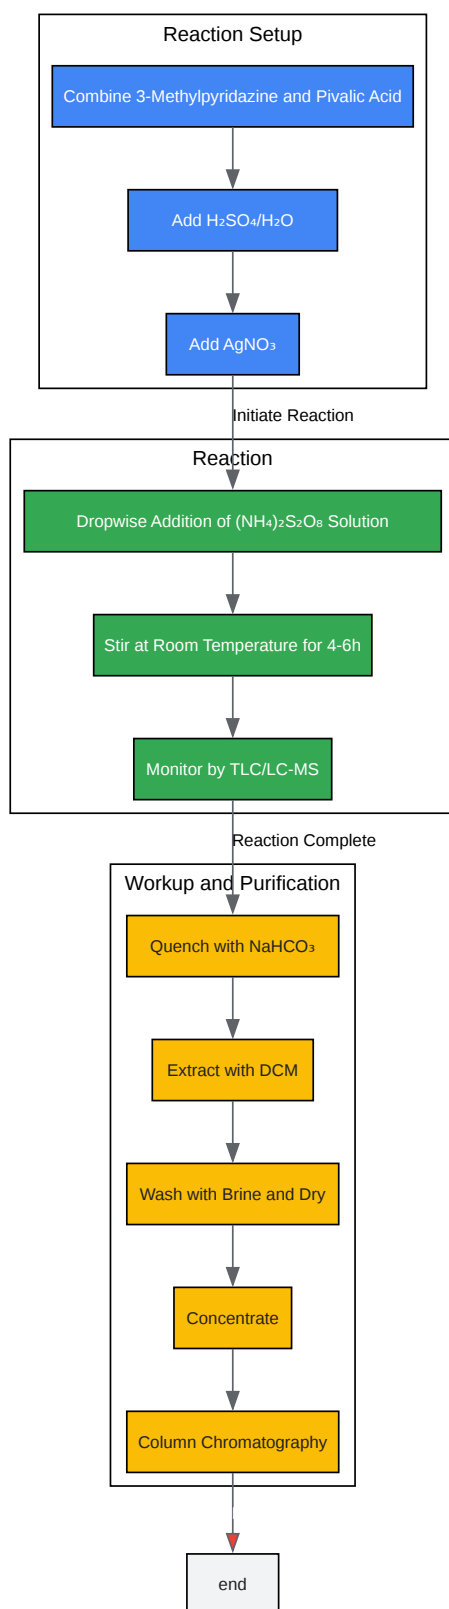 Reaction Setup
Combine 3-Methylpyridazine and Pivalic Acid
Add H₂SO₄/H₂O
Add AgNO₃
Initiate Reaction
Reaction
Dropwise Addition of (NH₄)₂S₂O₈ Solution
Stir at Room Temperature for 4-6h
Monitor by TLC/LC-MS
Reaction Complete
Workup and Purification
Quench with NaHCO₃
Extract with DCM
Wash with Brine and Dry
Concentrate
Column Chromatography
end